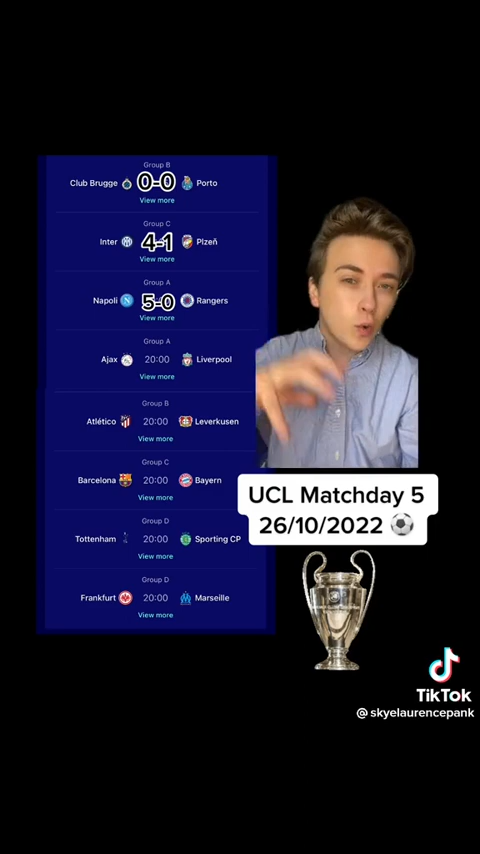 Group B
Club Brugge 0-0 Porto
View more
Group C
Inter 4-1 Plzeň
View more
Group A
Napoli 5-0 Rangers
View more
Group A
Ajax 20:00 Liverpool
View more
Group B
Atlético 20:00 Leverkusen
View more
Group C
Barcelona 20:00 Bayern
View more
Group D
Tottenham 20:00 Sporting CP
View more
Group D
Frankfurt 20:00 Marseille
View more
UCL Matchday 5
26/10/2022 ⚽
TikTok
@skyelaurencepank